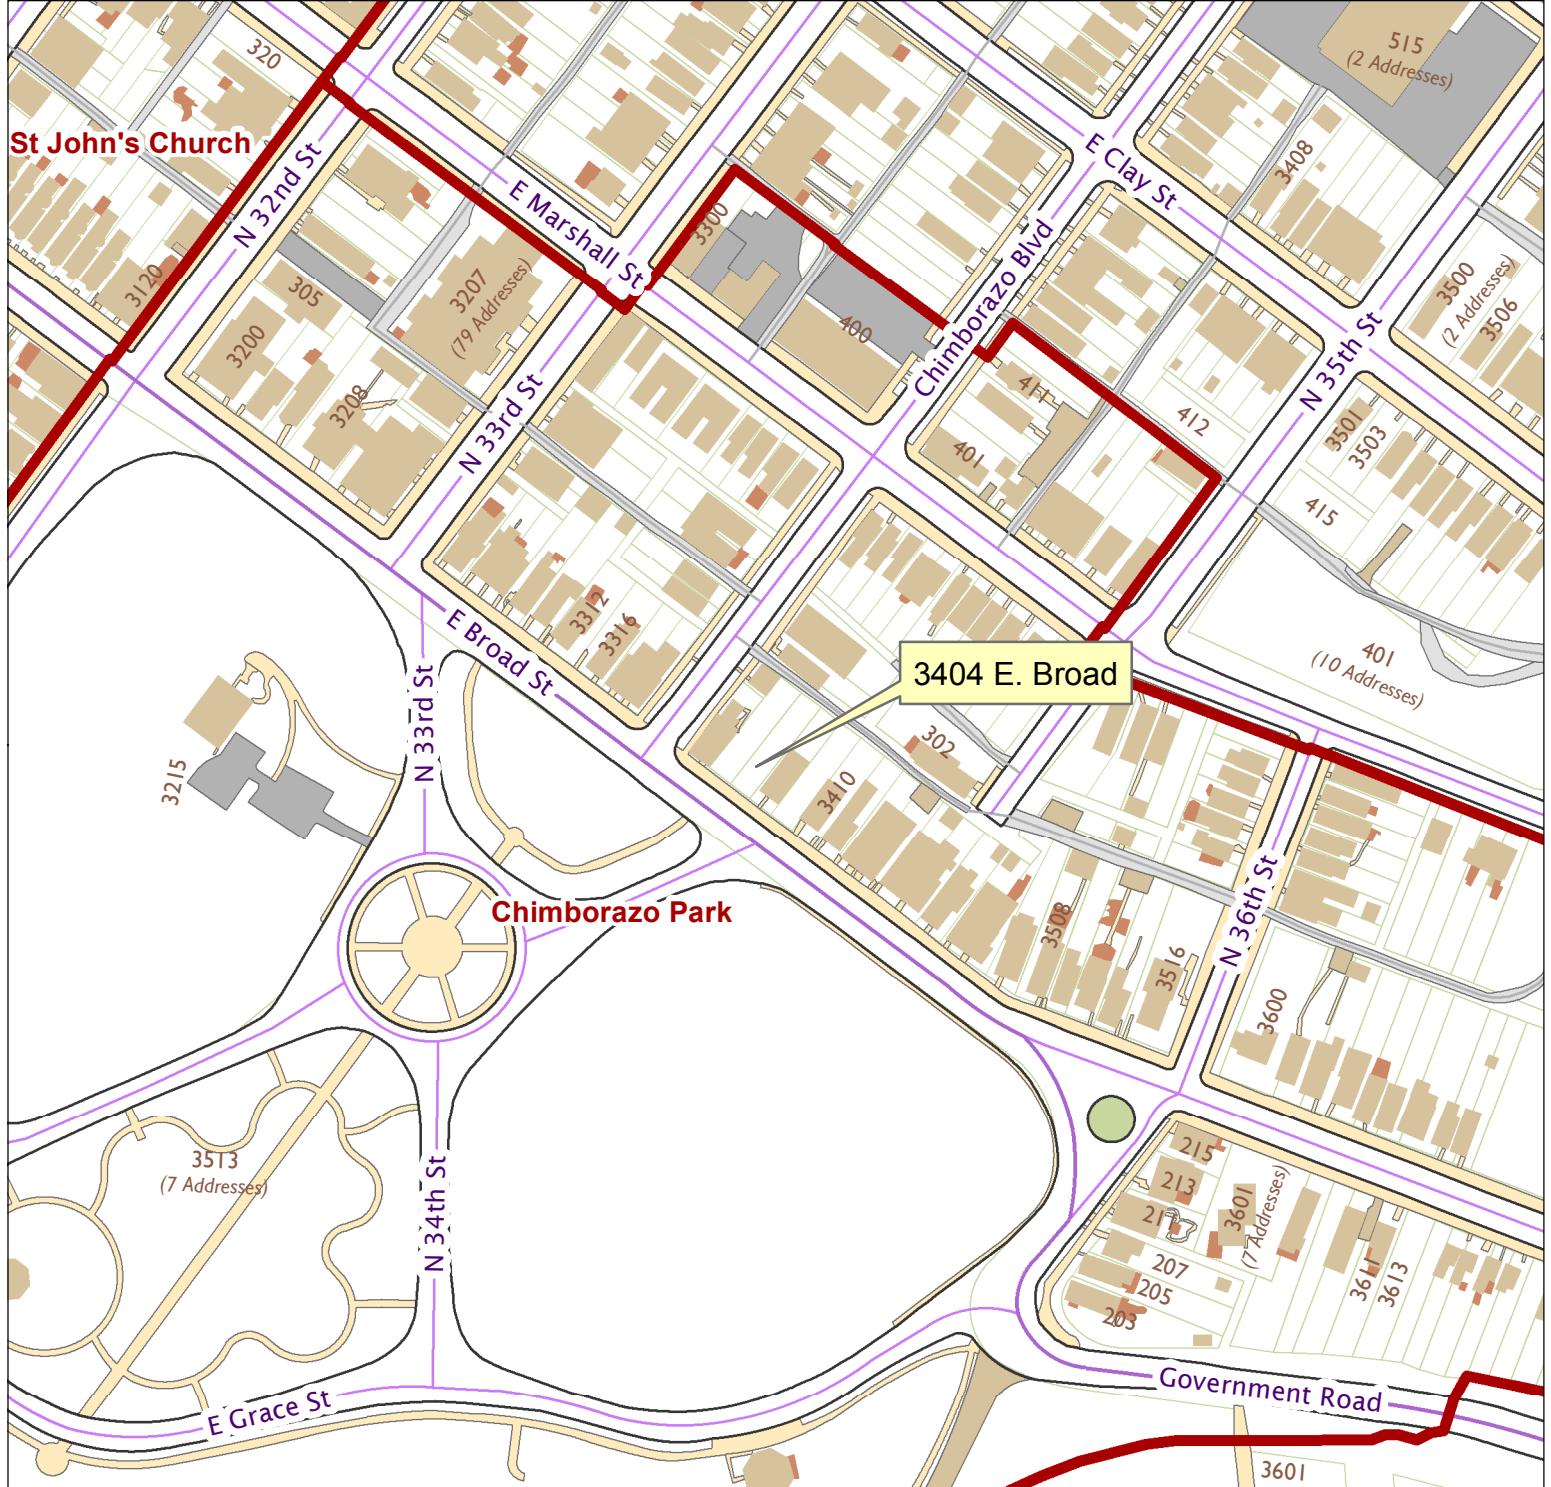 320
515
(2 Addresses)
St John's Church
N 32nd St
E Marshall St
E Clay St
3408
3300
3120
305
3207
(79 Addresses)
3200
3208
400
Chimborazo Blvd
3500
(2 Addresses)
3506
N 35th St
N 33rd St
411
412
401
3501
3503
415
3312
3316
E Broad St
401
(10 Addresses)
3404 E. Broad
N 33rd St
302
3215
3410
Chimborazo Park
3508
N 36th St
3516
3600
3513
(7 Addresses)
N 34th St
215
213
211
3601
(7 Addresses)
207
205
203
3611
3613
E Grace St
Government Road
3601